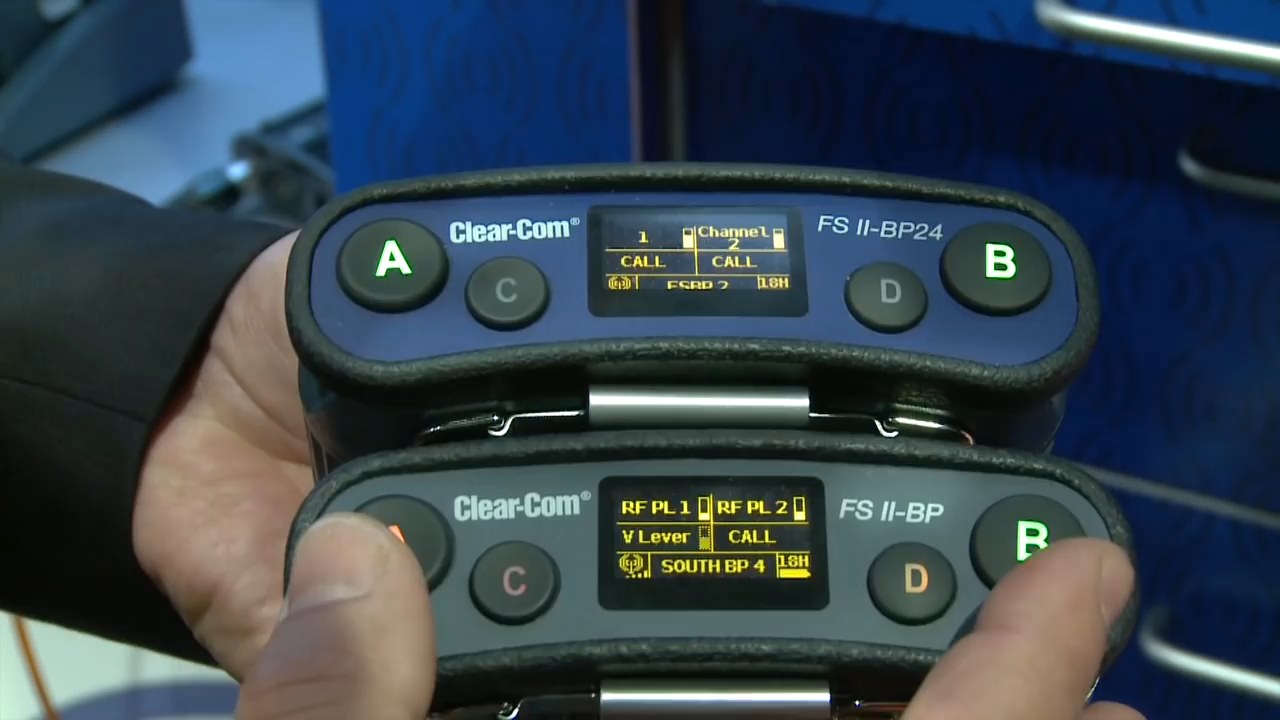 Clear-Com®
FS II-BP24
A
B
C
D
1
Channel
2
CALL
CALL
FSBP 2
18H
Clear-Com®
FS II-BP
A
B
C
D
RF PL 1
RF PL 2
V Lever
CALL
SOUTH BP 4
18H